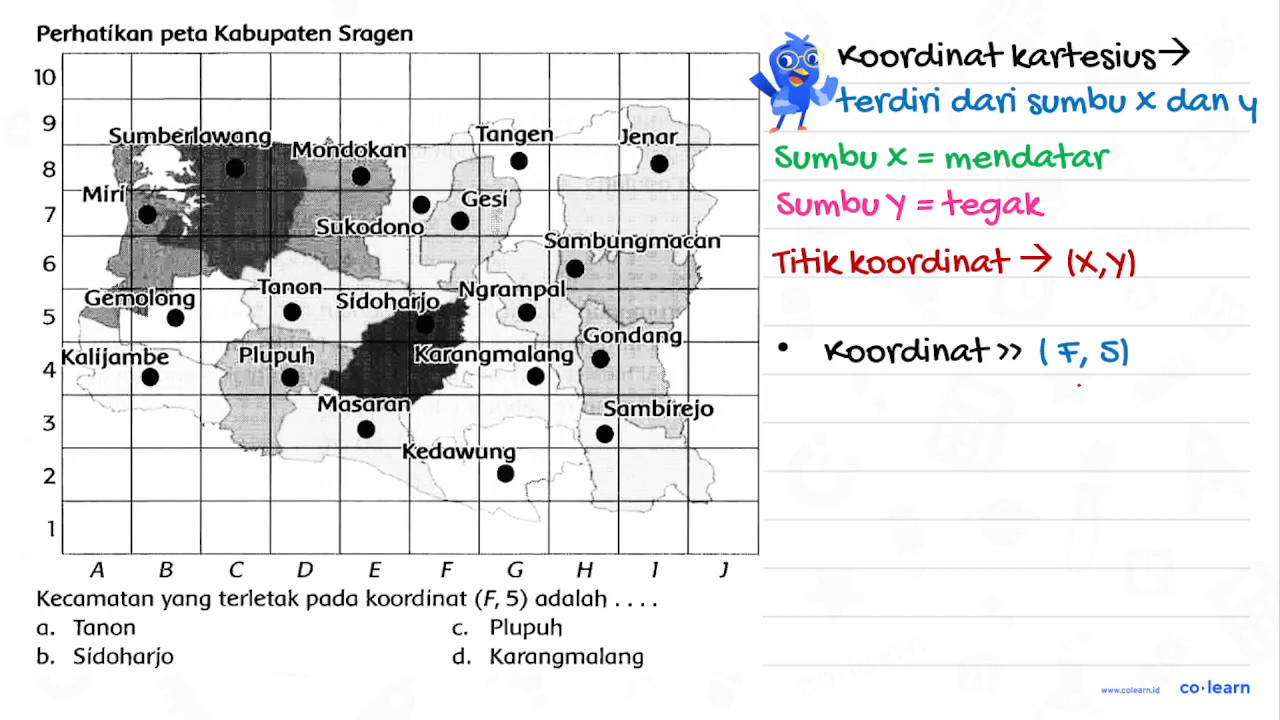 Perhatikan peta Kabupaten Sragen
10
9
8
7
6
5
4
3
2
1
Sumberlawang
Mondokan
Tangen
Jenar
Miri
Gesi
Sukodono
Sambungmacan
Gemolong
Tanon
Sidoharjo
Ngrampal
Gondang
Kalijambe
Plupuh
Karangmalang
Masaran
Sambirejo
Kedawung
A B C D E F G H I J
Kecamatan yang terletak pada koordinat (F, 5) adalah . . . .
a. Tanon
b. Sidoharjo
c. Plupuh
d. Karangmalang
Koordinat kartesius →
terdiri dari sumbu x dan y
Sumbu X = mendatar
Sumbu Y = tegak
Titik koordinat → (X,Y)
• Koordinat >> (F, 5)
www.colearn.id
co·learn